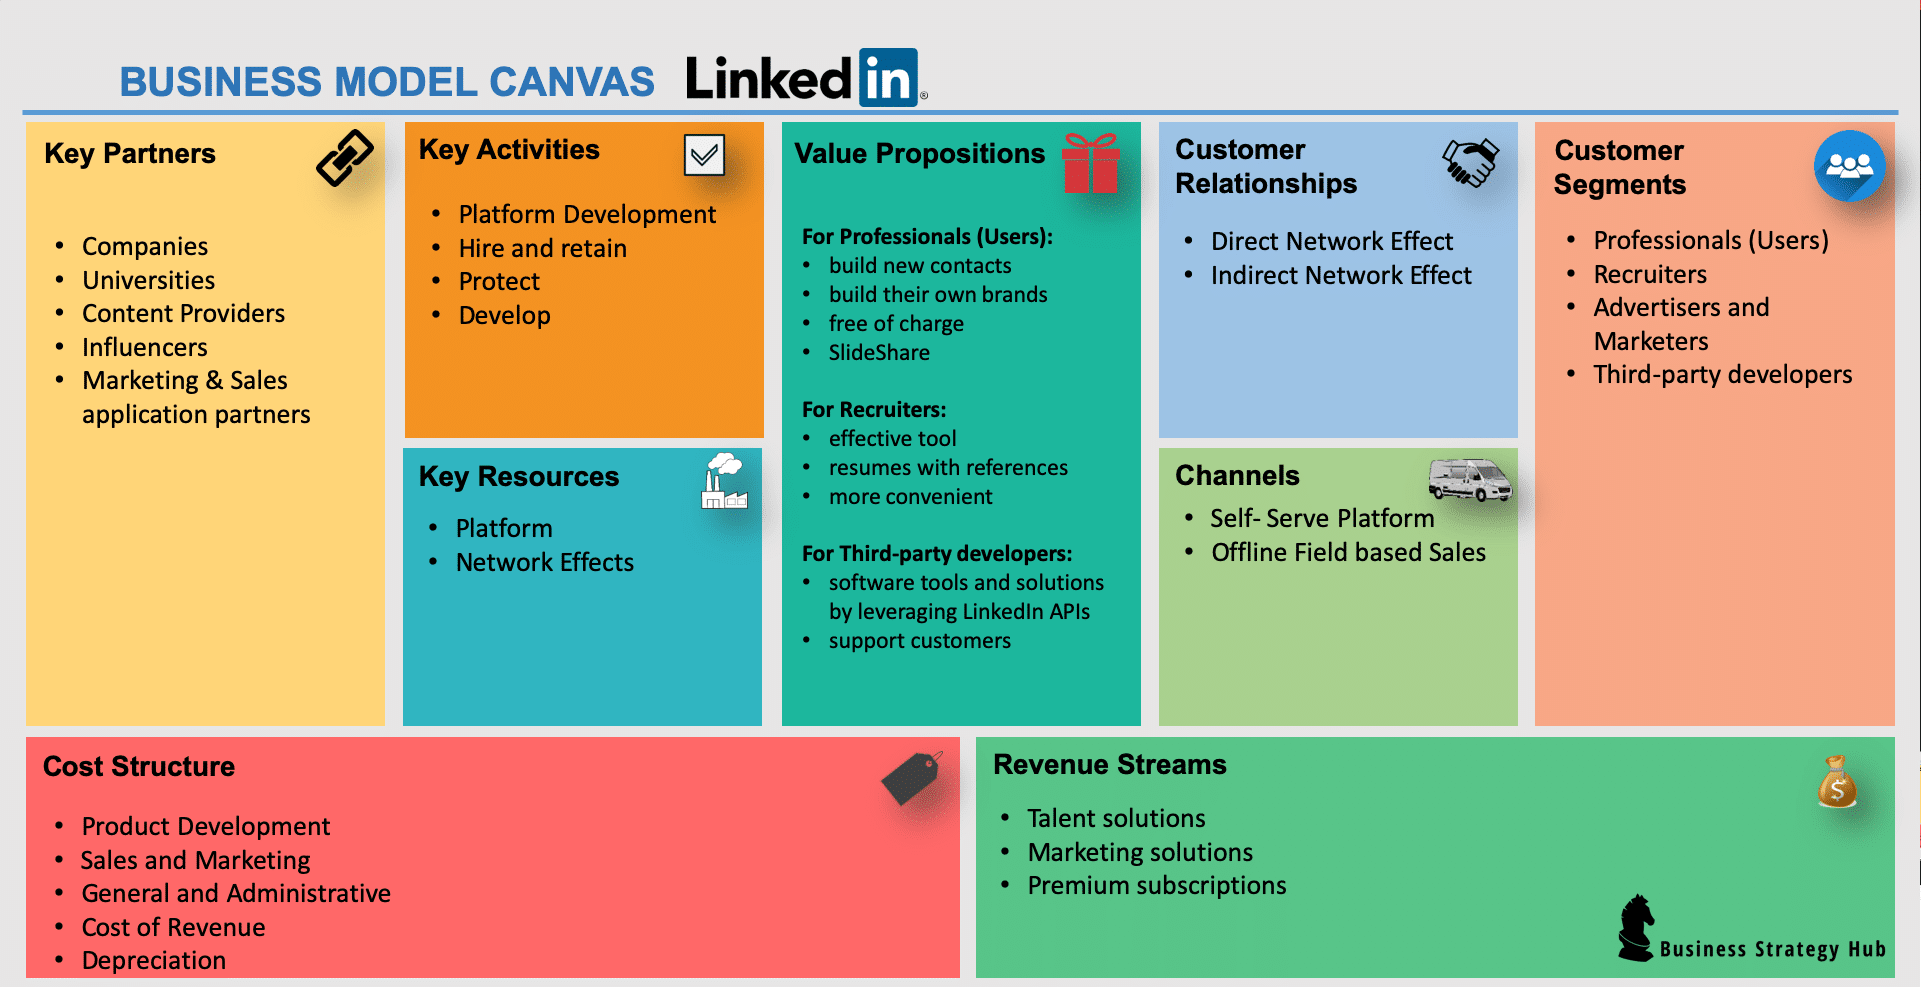 BUSINESS MODEL CANVAS Linked in ®
Key Partners
• Companies
• Universities
• Content Providers
• Influencers
• Marketing & Sales
application partners
Key Activities
• Platform Development
• Hire and retain
• Protect
• Develop
Key Resources
• Platform
• Network Effects
Value Propositions
For Professionals (Users):
• build new contacts
• build their own brands
• free of charge
• SlideShare
For Recruiters:
• effective tool
• resumes with references
• more convenient
For Third-party developers:
• software tools and solutions
by leveraging LinkedIn APIs
• support customers
Customer
Relationships
• Direct Network Effect
• Indirect Network Effect
Channels
• Self- Serve Platform
• Offline Field based Sales
Customer
Segments
• Professionals (Users)
• Recruiters
• Advertisers and
Marketers
• Third-party developers
Cost Structure
• Product Development
• Sales and Marketing
• General and Administrative
• Cost of Revenue
• Depreciation
Revenue Streams
$
• Talent solutions
• Marketing solutions
• Premium subscriptions
Business Strategy Hub